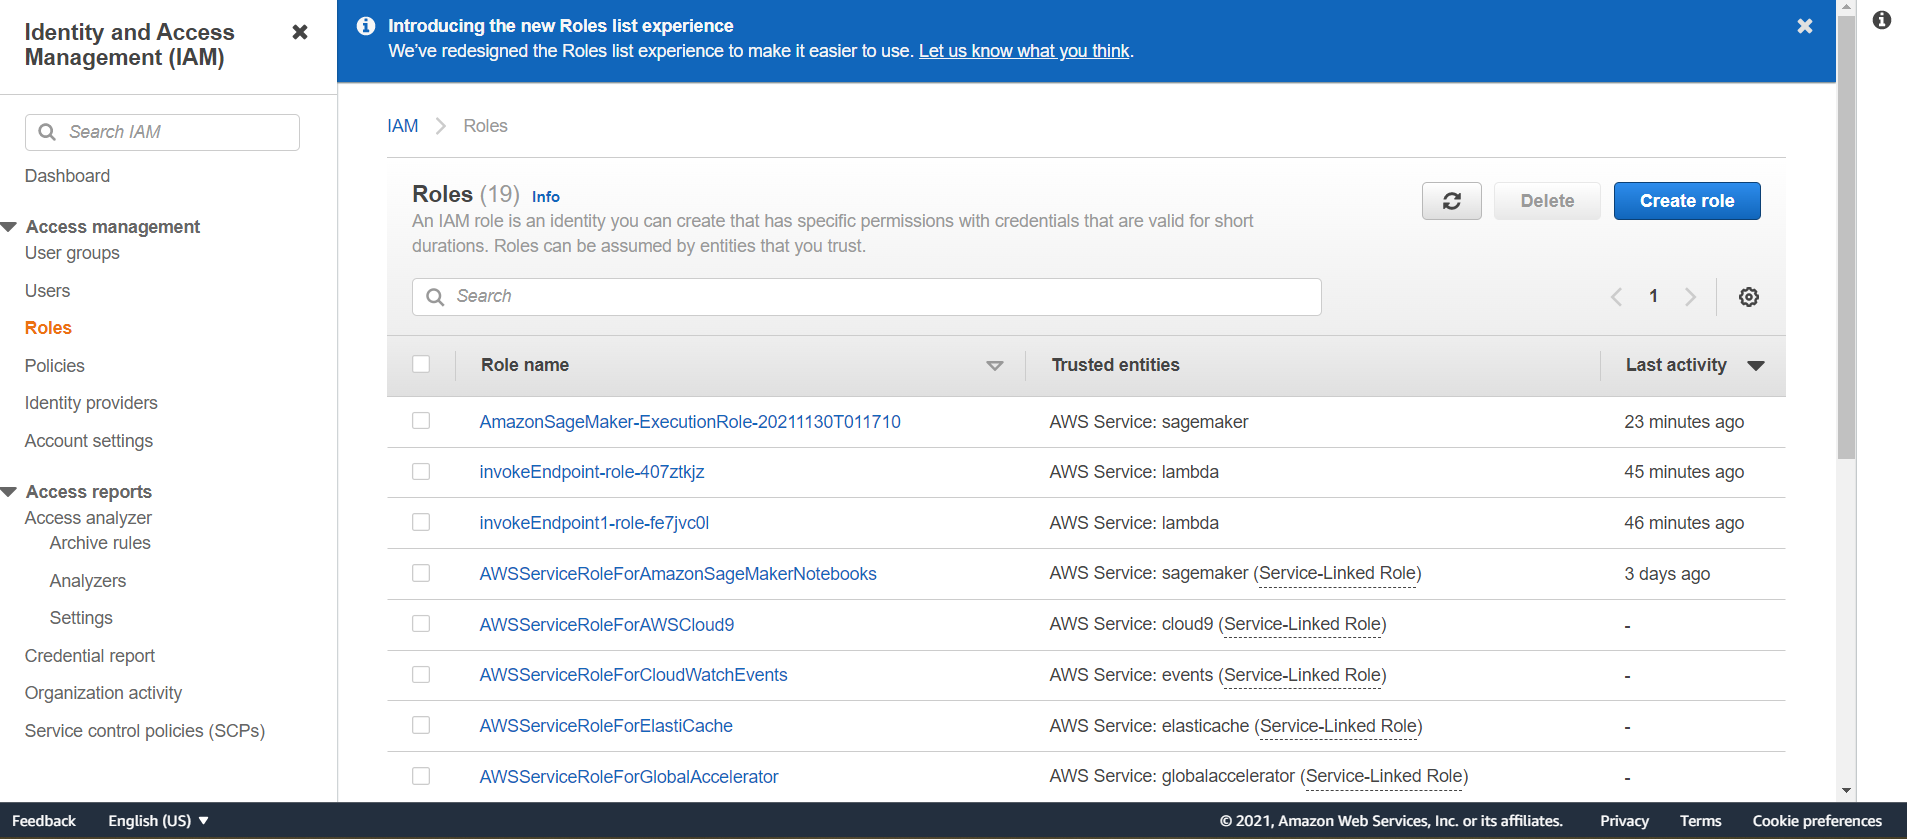 Identity and Access
Management (IAM)
Search IAM
Dashboard
Access management
User groups
Users
Roles
Policies
Identity providers
Account settings
Access reports
Access analyzer
Archive rules
Analyzers
Settings
Credential report
Organization activity
Service control policies (SCPs)
Introducing the new Roles list experience
We've redesigned the Roles list experience to make it easier to use. Let us know what you think.
IAM Roles
Roles (19) Info
An IAM role is an identity you can create that has specific permissions with credentials that are valid for short
durations. Roles can be assumed by entities that you trust.
Delete Create role
Search
1
Role name Trusted entities Last activity
AmazonSageMaker-ExecutionRole-20211130T011710 AWS Service: sagemaker 23 minutes ago
invokeEndpoint-role-407ztkjz AWS Service: lambda 45 minutes ago
invokeEndpoint1-role-fe7jvc0l AWS Service: lambda 46 minutes ago
AWSServiceRoleForAmazonSageMakerNotebooks AWS Service: sagemaker (Service-Linked Role) 3 days ago
AWSServiceRoleForAWSCloud9 AWS Service: cloud9 (Service-Linked Role) -
AWSServiceRoleForCloudWatchEvents AWS Service: events (Service-Linked Role) -
AWSServiceRoleForElastiCache AWS Service: elasticache (Service-Linked Role) -
AWSServiceRoleForGlobalAccelerator AWS Service: globalaccelerator (Service-Linked Role) -
Feedback English (US) © 2021, Amazon Web Services, Inc. or its affiliates. Privacy Terms Cookie preferences